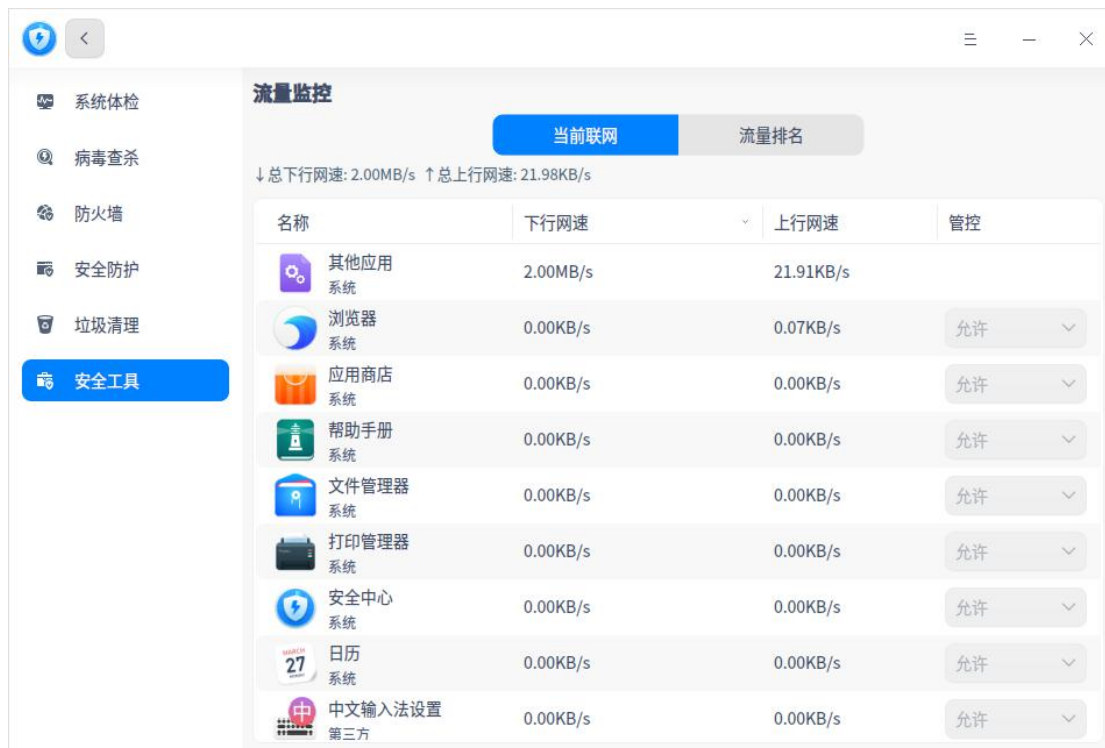 系统体检
病毒查杀
防火墙
安全防护
垃圾清理
安全工具
流量监控
当前联网 流量排名
↓总下行网速: 2.00MB/s ↑总上行网速: 21.98KB/s
名称 下行网速 上行网速 管控
其他应用
系统 2.00MB/s 21.91KB/s
浏览器
系统 0.00KB/s 0.07KB/s 允许
应用商店
系统 0.00KB/s 0.00KB/s 允许
帮助手册
系统 0.00KB/s 0.00KB/s 允许
文件管理器
系统 0.00KB/s 0.00KB/s 允许
打印管理器
系统 0.00KB/s 0.00KB/s 允许
安全中心
系统 0.00KB/s 0.00KB/s 允许
MARCH
27
日历
系统 0.00KB/s 0.00KB/s 允许
中
中文输入法设置
第三方 0.00KB/s 0.00KB/s 允许